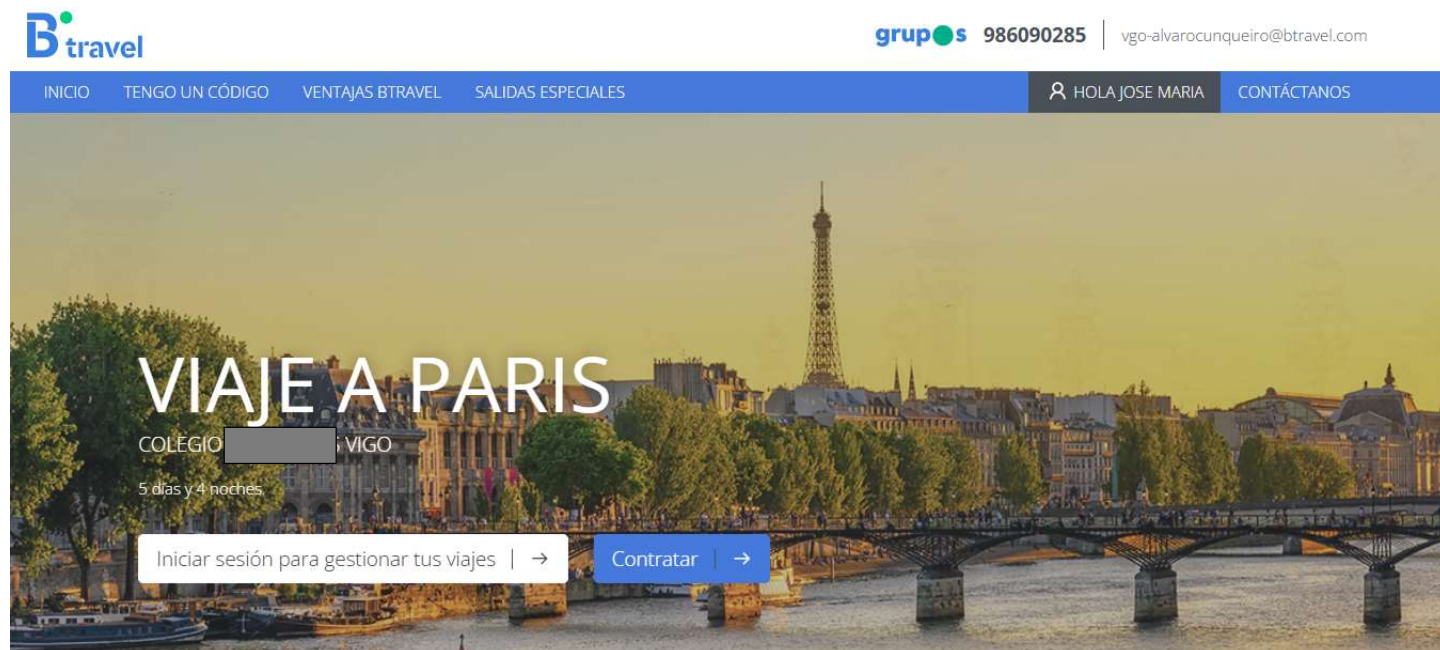 B travel
grupos 986090285 vgo-alvarocunqueiro@btravel.com
INICIO TENGO UN CÓDIGO VENTAJAS BTRAVEL SALIDAS ESPECIALES HOLA JOSE MARIA CONTÁCTANOS
VIAJE A PARIS
COLEGIO S VIGO
5 días y 4 noches.
Iniciar sesión para gestionar tus viajes | → Contratar | →